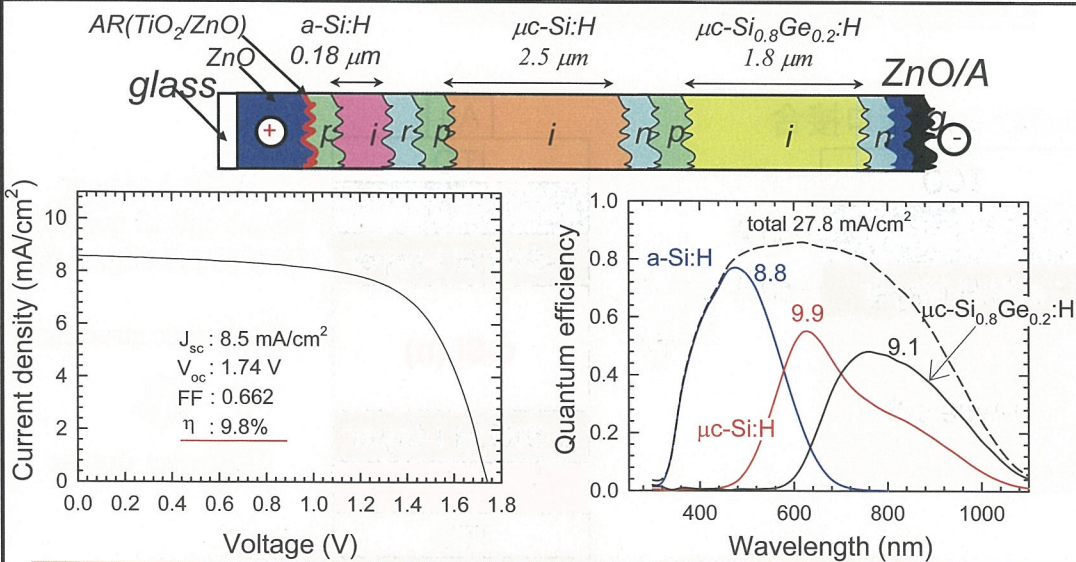 AR(TiO₂/ZnO) a-Si:H μc-Si:H μc-Si₀.₈Ge₀.₂:H
ZnO 0.18 μm 2.5 μm 1.8 μm ZnO/A
glass
+ p i n p i n p i n g -
Current density (mA/cm²)
10
8
6
4
2
0
J_sc : 8.5 mA/cm²
V_oc : 1.74 V
FF : 0.662
η : 9.8%
0.0 0.2 0.4 0.6 0.8 1.0 1.2 1.4 1.6 1.8
Voltage (V)
Quantum efficiency
1.0
0.8
0.6
0.4
0.2
0.0
total 27.8 mA/cm²
a-Si:H 8.8
9.9
μc-Si₀.₈Ge₀.₂:H
9.1
μc-Si:H
400 600 800 1000
Wavelength (nm)